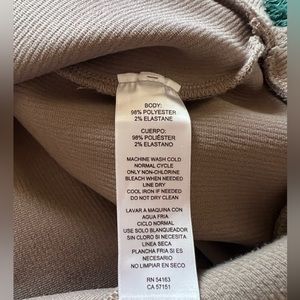 BODY:
98% POLYESTER
2% ELASTANE
CUERPO:
98% POLIÉSTER
2% ELASTANO
MACHINE WASH COLD
NORMAL CYCLE
ONLY NON-CHLORINE
BLEACH WHEN NEEDED
LINE DRY
COOL IRON IF NEEDED
DO NOT DRY CLEAN
LAVAR A MAQUINA CON
AGUA FRIA
CICLO NORMAL
USE SOLO BLANQUEADOR
SIN CLORO SI NECESITA
LINEA SECA
PLANCHA FRIA SI ES
NECESARIO
NO LIMPIAR EN SECO
RN 54163
CA 57151